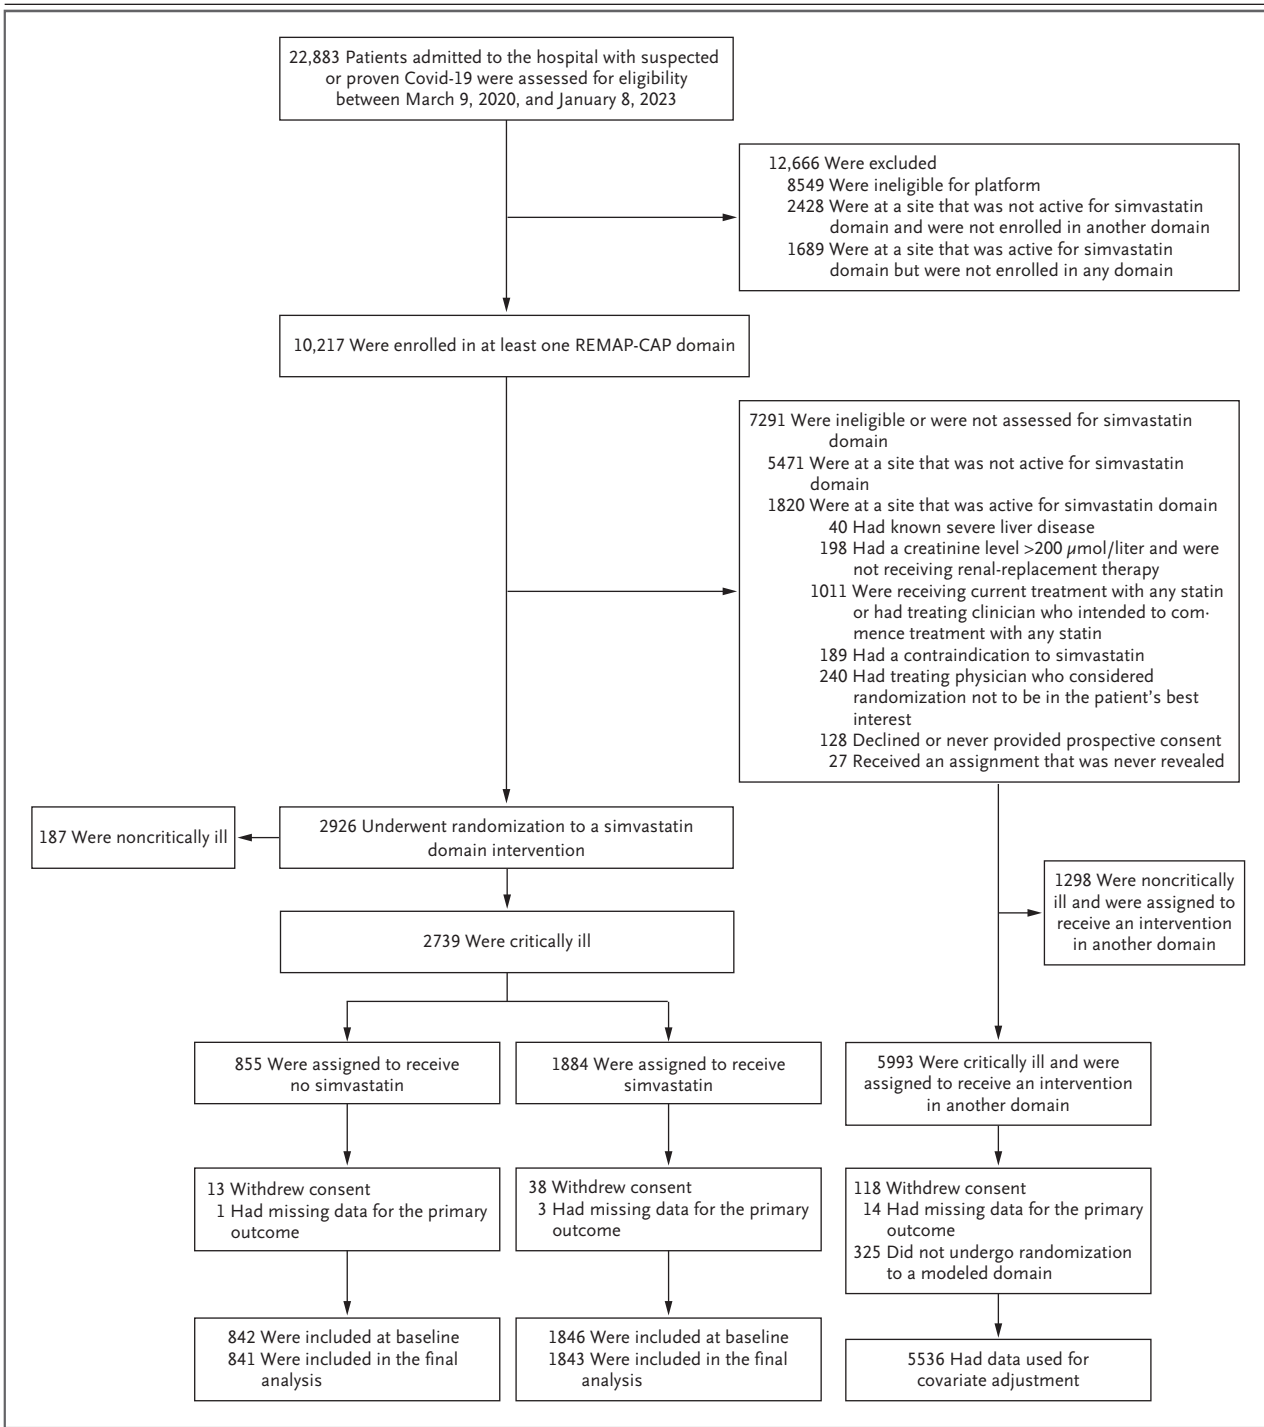 22,883 Patients admitted to the hospital with suspected
or proven Covid-19 were assessed for eligibility
between March 9, 2020, and January 8, 2023
12,666 Were excluded
8549 Were ineligible for platform
2428 Were at a site that was not active for simvastatin
domain and were not enrolled in another domain
1689 Were at a site that was active for simvastatin
domain but were not enrolled in any domain
10,217 Were enrolled in at least one REMAP-CAP domain
7291 Were ineligible or were not assessed for simvastatin
domain
5471 Were at a site that was not active for simvastatin
domain
1820 Were at a site that was active for simvastatin domain
40 Had known severe liver disease
198 Had a creatinine level >200 µmol/liter and were
not receiving renal-replacement therapy
1011 Were receiving current treatment with any statin
or had treating clinician who intended to com-
mence treatment with any statin
189 Had a contraindication to simvastatin
240 Had treating physician who considered
randomization not to be in the patient's best
interest
128 Declined or never provided prospective consent
27 Received an assignment that was never revealed
187 Were noncritically ill
2926 Underwent randomization to a simvastatin
domain intervention
1298 Were noncritically
ill and were assigned to
receive an intervention
in another domain
2739 Were critically ill
855 Were assigned to receive
no simvastatin
1884 Were assigned to receive
simvastatin
5993 Were critically ill and were
assigned to receive an intervention
in another domain
13 Withdrew consent
1 Had missing data for the primary
outcome
38 Withdrew consent
3 Had missing data for the primary
outcome
118 Withdrew consent
14 Had missing data for the primary
outcome
325 Did not undergo randomization
to a modeled domain
842 Were included at baseline
841 Were included in the final
analysis
1846 Were included at baseline
1843 Were included in the final
analysis
5536 Had data used for
covariate adjustment